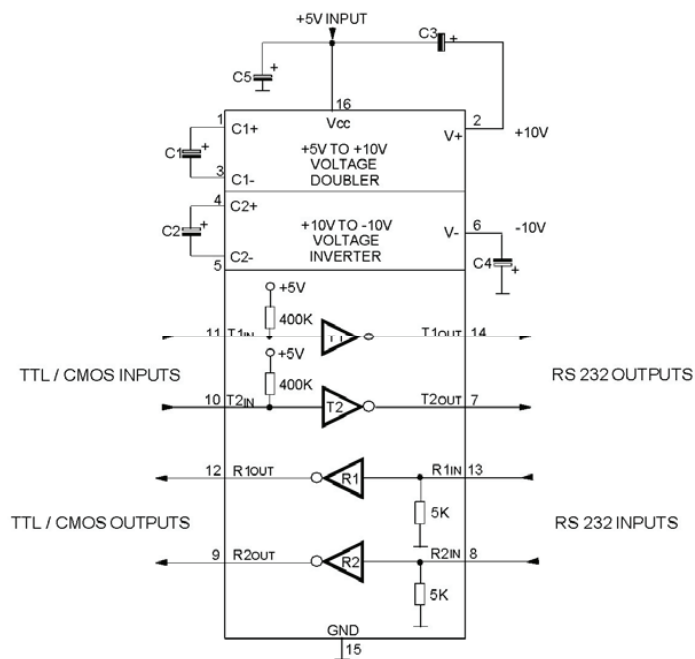 +5V INPUT
C3
+
C5
+
16
1
C1+
Vcc
2
V+
+10V
C1
+
+5V TO +10V
VOLTAGE
DOUBLER
3
C1-
4
C2+
C2
+
+10V TO -10V
VOLTAGE
INVERTER
6
V-
-10V
C2-
5
C4
+
+5V
400K
11 T1IN
T1OUT 14
+5V
TTL / CMOS INPUTS
400K
RS 232 OUTPUTS
10 T2IN
T2
T2OUT 7
12 R1OUT
R1
R1IN 13
5K
TTL / CMOS OUTPUTS
RS 232 INPUTS
9 R2OUT
R2
R2IN 8
5K
GND
15